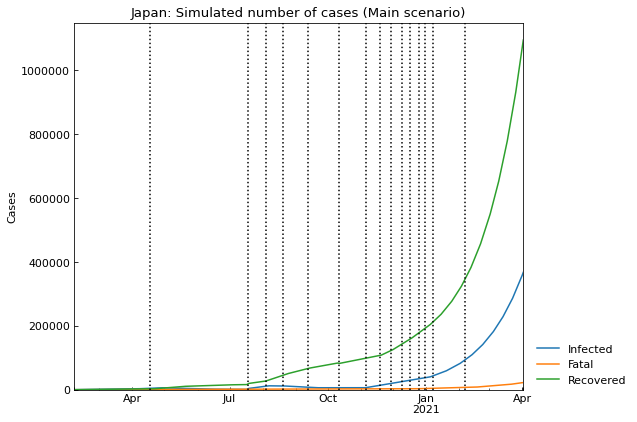 Japan: Simulated number of cases (Main scenario)
Cases
1000000
800000
600000
400000
200000
0
Apr
Jul
Oct
Jan
2021
Apr
Infected
Fatal
Recovered